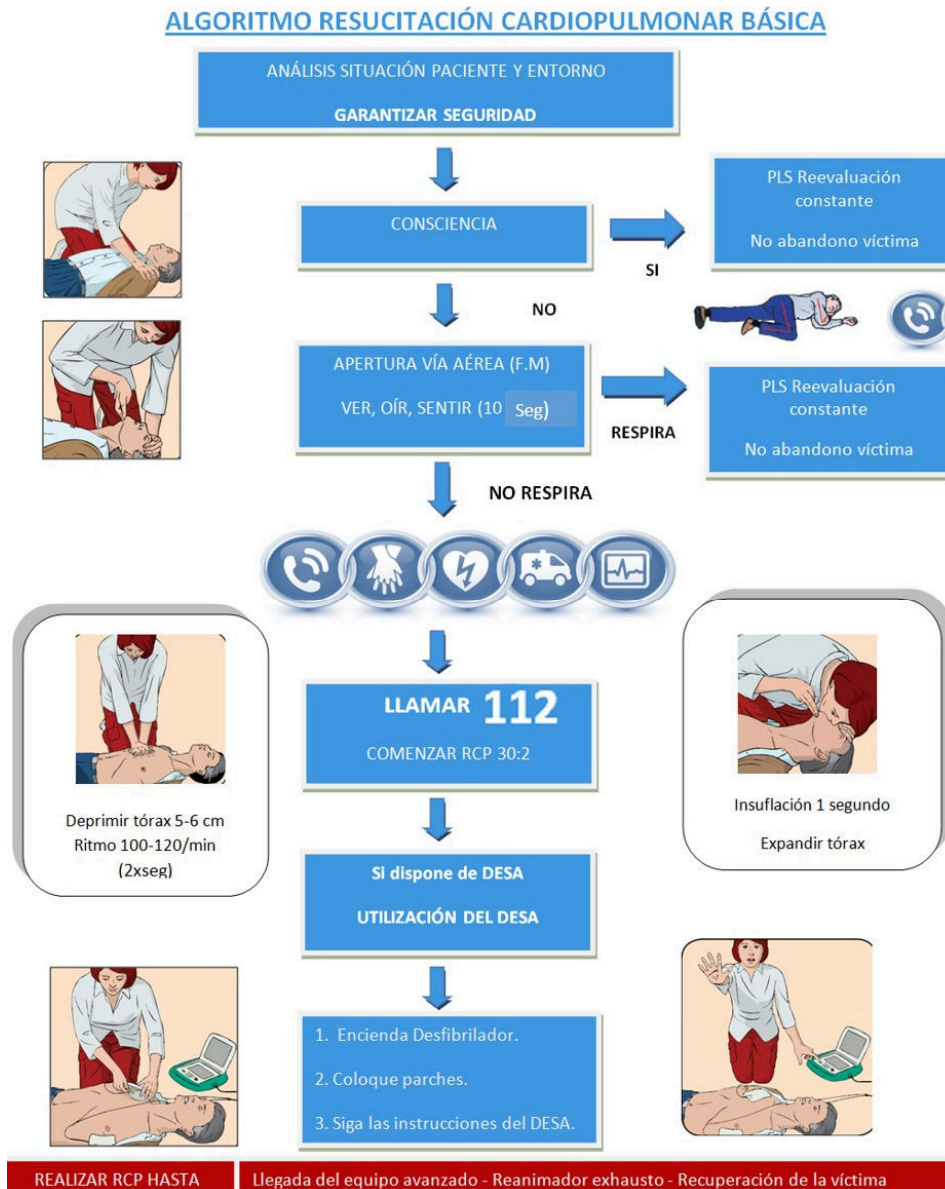 ALGORITMO RESUCITACIÓN CARDIOPULMONAR BÁSICA
ANÁLISIS SITUACIÓN PACIENTE Y ENTORNO
GARANTIZAR SEGURIDAD
CONSCIENCIA
SI
PLS Reevaluación
constante
No abandono víctima
NO
APERTURA VÍA AÉREA (F.M)
VER, OÍR, SENTIR (10 Seg)
RESPIRA
PLS Reevaluación
constante
No abandono víctima
NO RESPIRA
LLAMAR 112
COMENZAR RCP 30:2
Deprimir tórax 5-6 cm
Ritmo 100-120/min
(2xseg)
Insuflación 1 segundo
Expandir tórax
Si dispone de DESA
UTILIZACIÓN DEL DESA
1. Encienda Desfibrilador.
2. Coloque parches.
3. Siga las instrucciones del DESA.
REALIZAR RCP HASTA
Llegada del equipo avanzado - Reanimador exhausto - Recuperación de la víctima